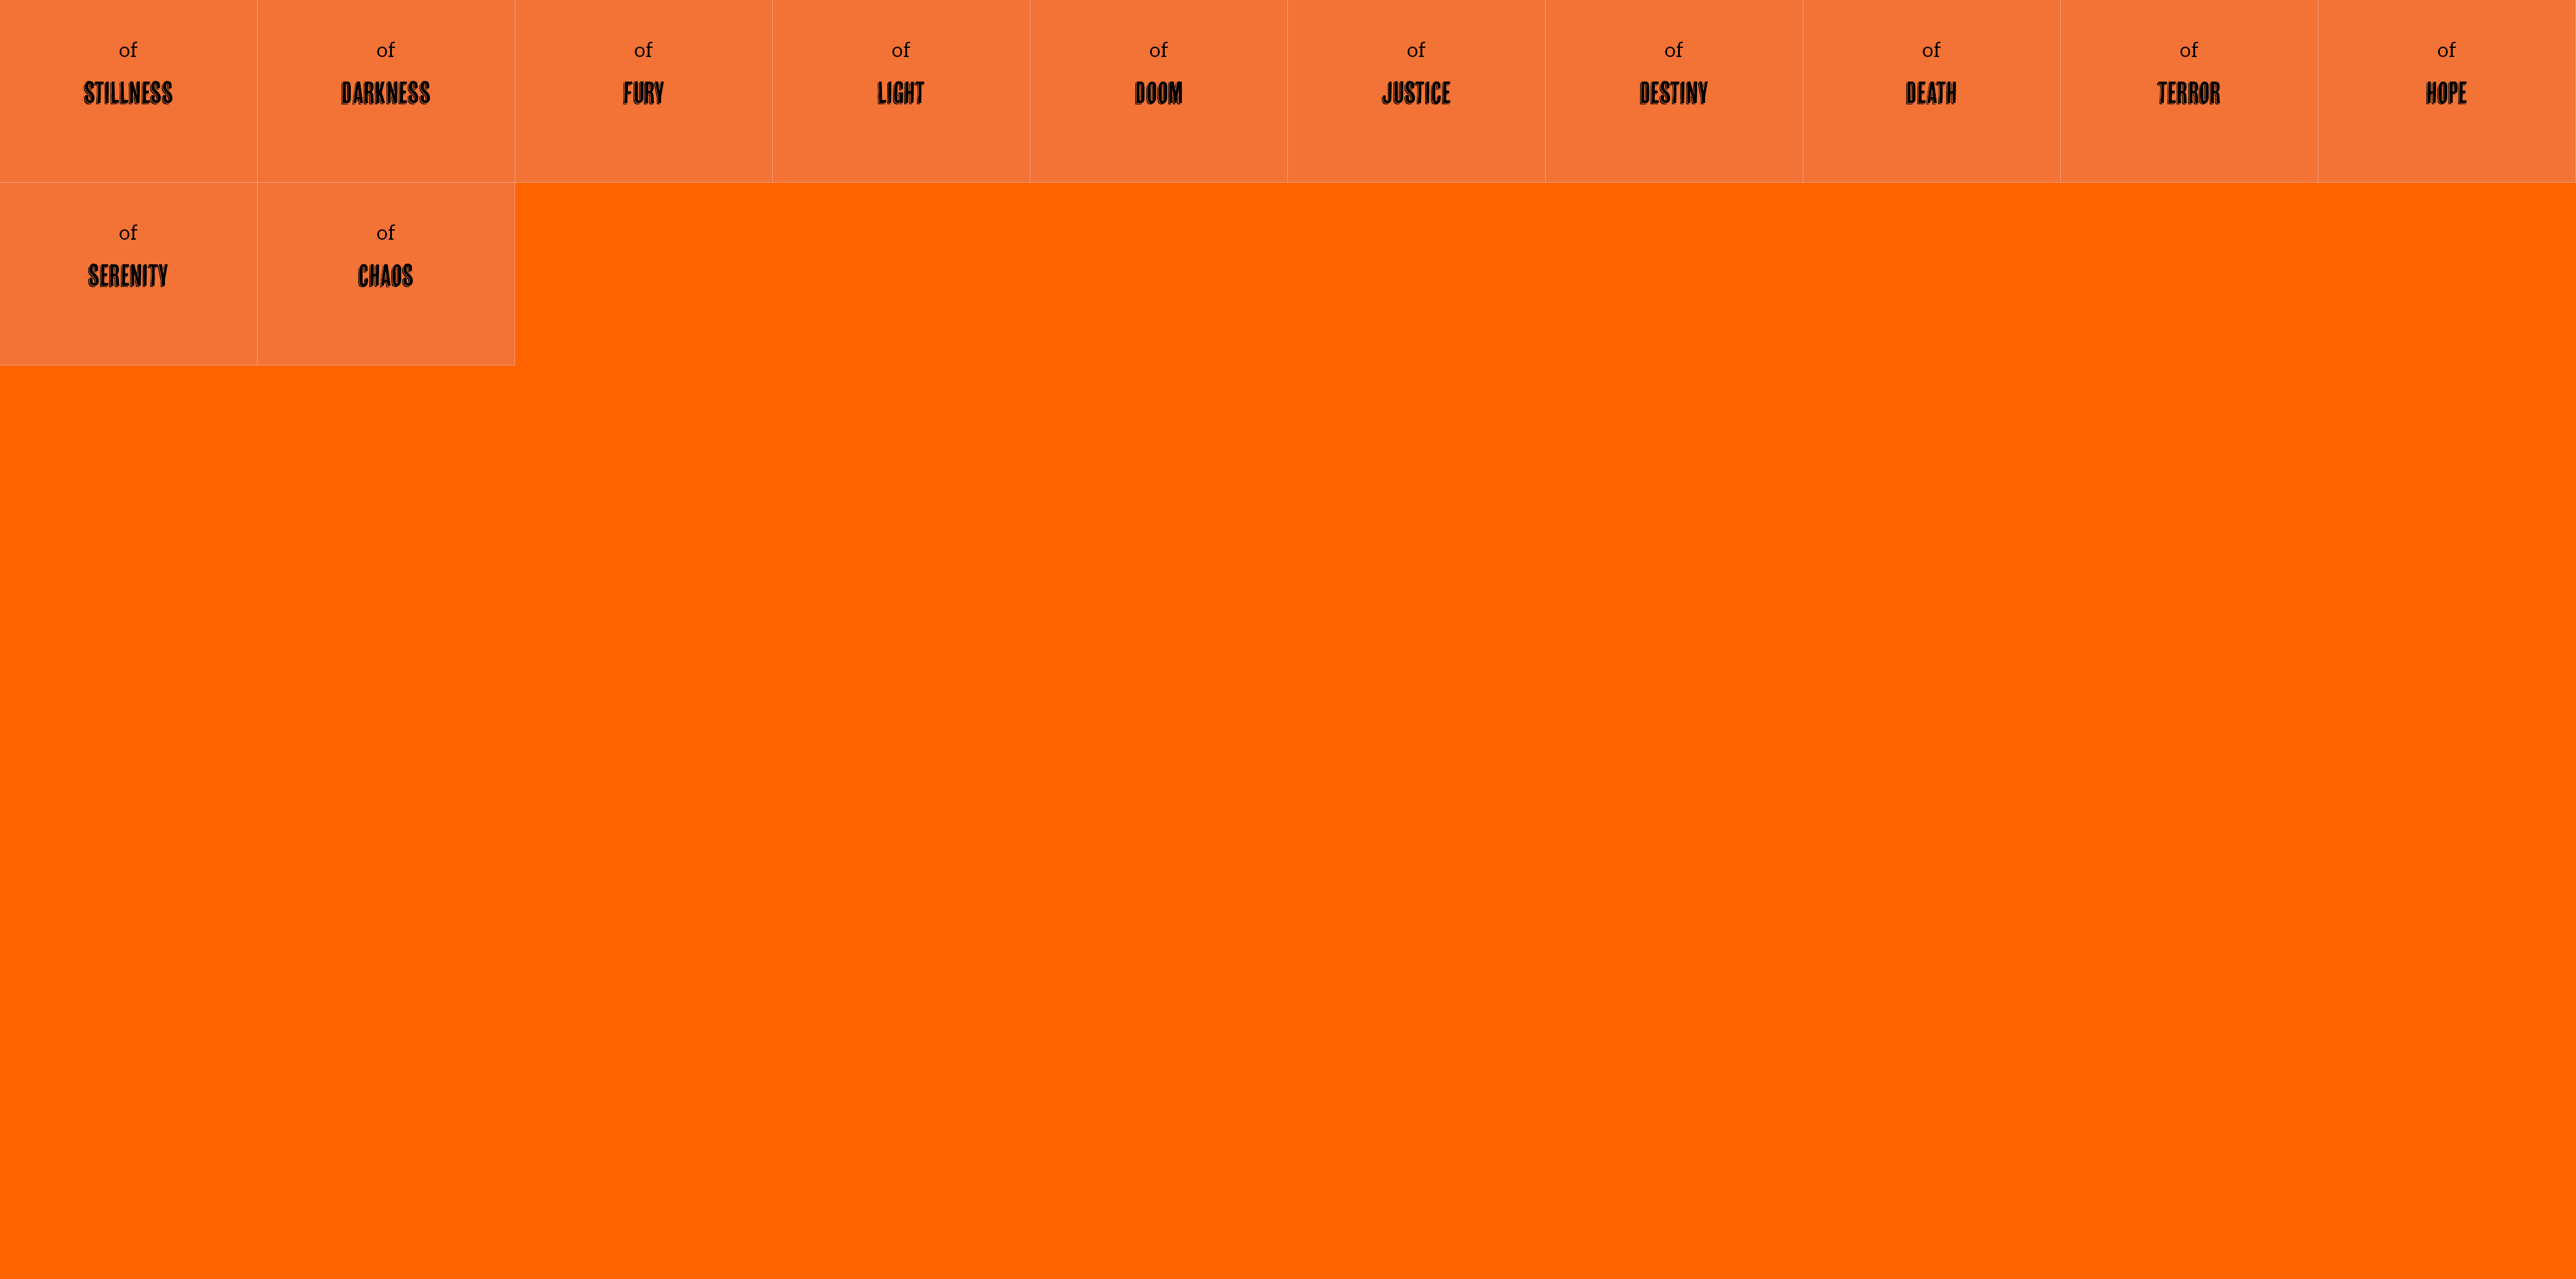 of
STILLNESS
of
DARKNESS
of
FURY
of
LIGHT
of
DOOM
of
JUSTICE
of
DESTINY
of
DEATH
of
TERROR
of
HOPE
of
SERENITY
of
CHAOS